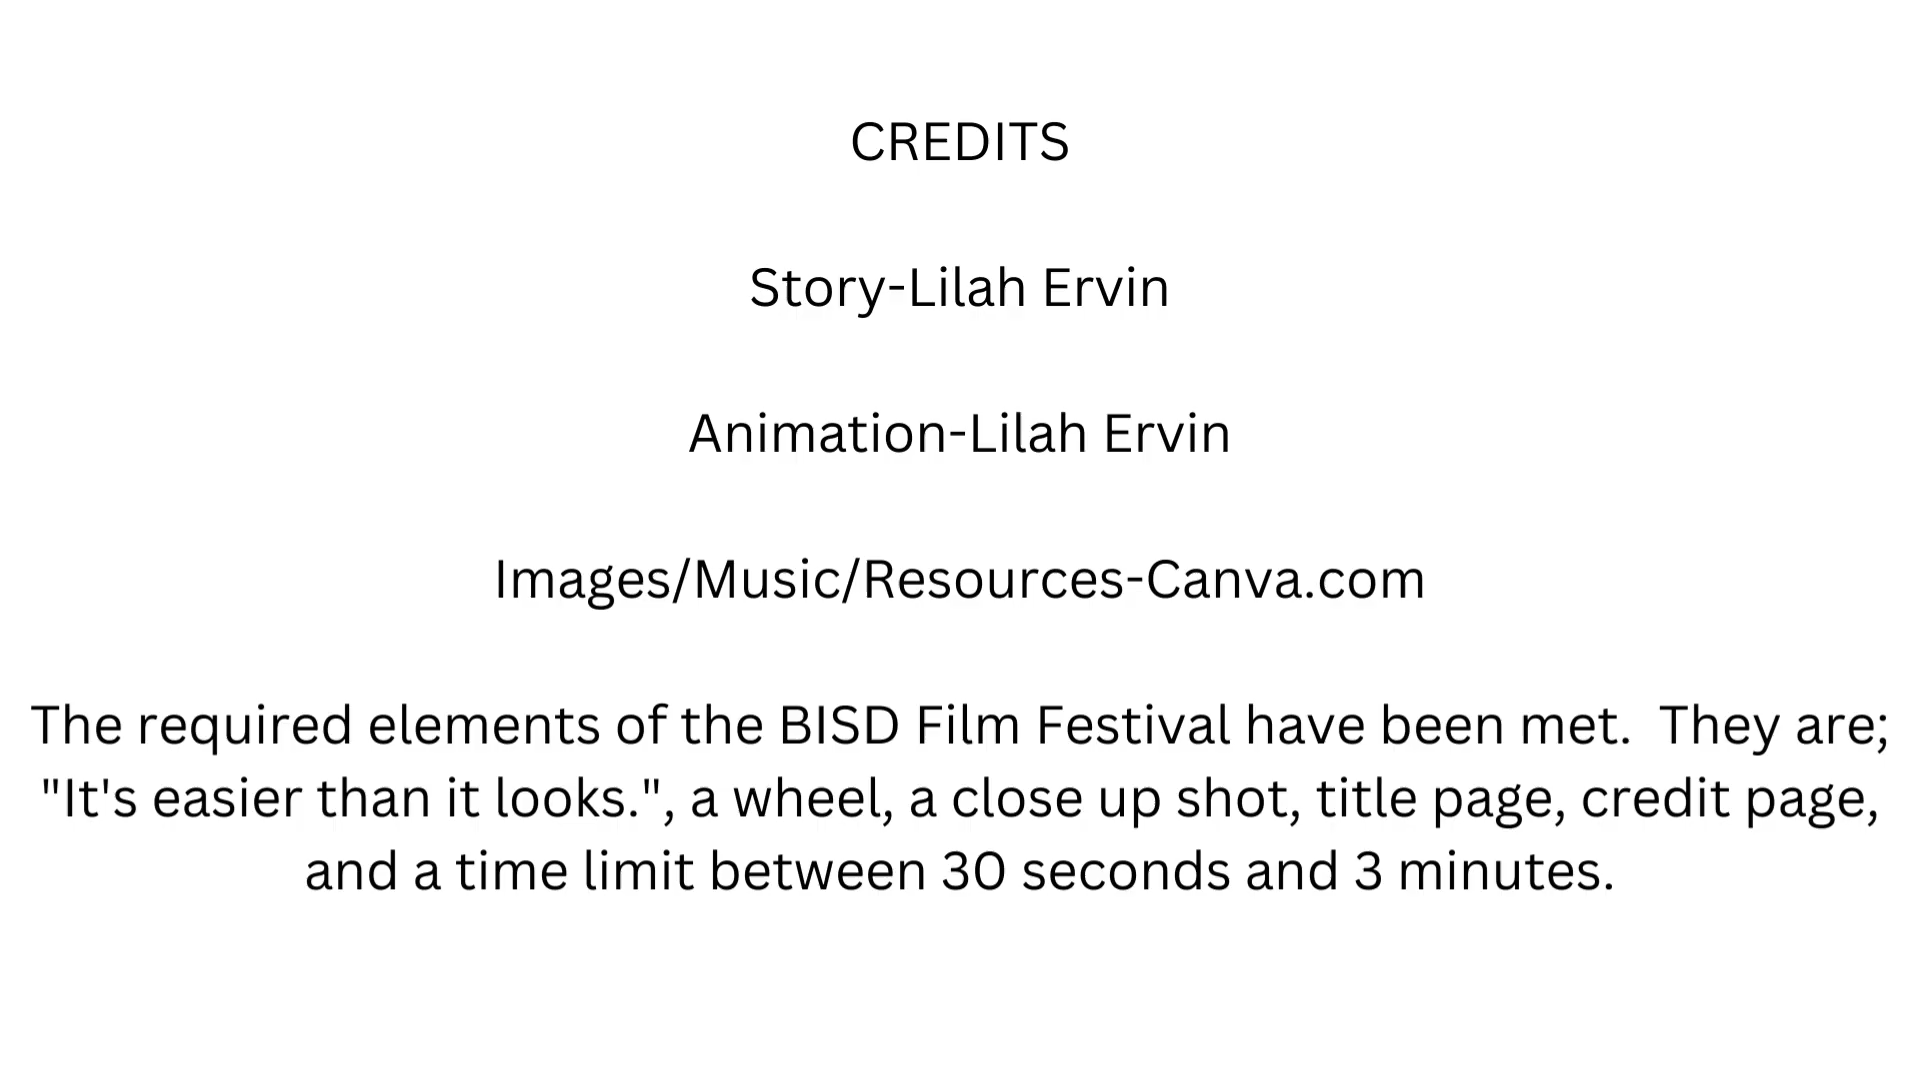 CREDITS
Story-Lilah Ervin
Animation-Lilah Ervin
Images/Music/Resources-Canva.com
The required elements of the BISD Film Festival have been met.  They are;
"It's easier than it looks.", a wheel, a close up shot, title page, credit page,
and a time limit between 30 seconds and 3 minutes.